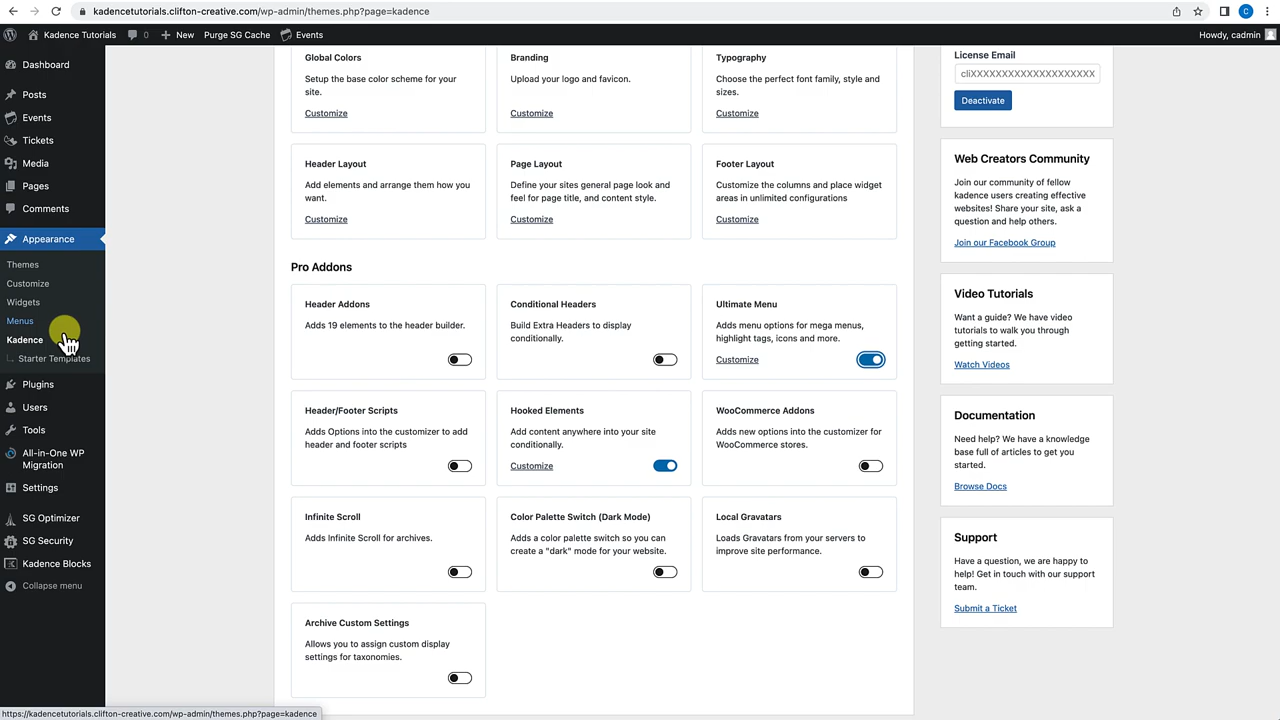 kadencetutorials.clifton-creative.com/wp-admin/themes.php?page=kadence
C
Kadence Tutorials
0
New
Purge SG Cache
Events
Howdy, cadmin
Dashboard
Posts
Events
Tickets
Media
Pages
Comments
Appearance
Themes
Customize
Widgets
Menus
Kadence
Starter Templates
Plugins
Users
Tools
All-in-One WP
Migration
Settings
SG Optimizer
SG Security
Kadence Blocks
Collapse menu
Global Colors
Setup the base color scheme for your
site.
Customize
Branding
Upload your logo and favicon.
Customize
Typography
Choose the perfect font family, style and
sizes.
Customize
Header Layout
Add elements and arrange them how you
want.
Customize
Page Layout
Define your sites general page look and
feel for page title, and content style.
Customize
Footer Layout
Customize the columns and place widget
areas in unlimited configurations
Customize
Pro Addons
Header Addons
Adds 19 elements to the header builder.
Conditional Headers
Build Extra Headers to display
conditionally.
Ultimate Menu
Adds menu options for mega menus,
highlight tags, icons and more.
Customize
Header/Footer Scripts
Adds Options into the customizer to add
header and footer scripts
Hooked Elements
Add content anywhere into your site
conditionally.
Customize
WooCommerce Addons
Adds new options into the customizer for
WooCommerce stores.
Infinite Scroll
Adds Infinite Scroll for archives.
Color Palette Switch (Dark Mode)
Adds a color palette switch so you can
create a "dark" mode for your website.
Local Gravatars
Loads Gravatars from your servers to
improve site performance.
Archive Custom Settings
Allows you to assign custom display
settings for taxonomies.
License Email
cliXXXXXXXXXXXXXXXXXXXX
Deactivate
Web Creators Community
Join our community of fellow
kadence users creating effective
websites! Share your site, ask a
question and help others.
Join our Facebook Group
Video Tutorials
Want a guide? We have video
tutorials to walk you through
getting started.
Watch Videos
Documentation
Need help? We have a knowledge
base full of articles to get you
started.
Browse Docs
Support
Have a question, we are happy to
help! Get in touch with our support
team.
Submit a Ticket
https://kadencetutorials.clifton-creative.com/wp-admin/themes.php?page=kadence